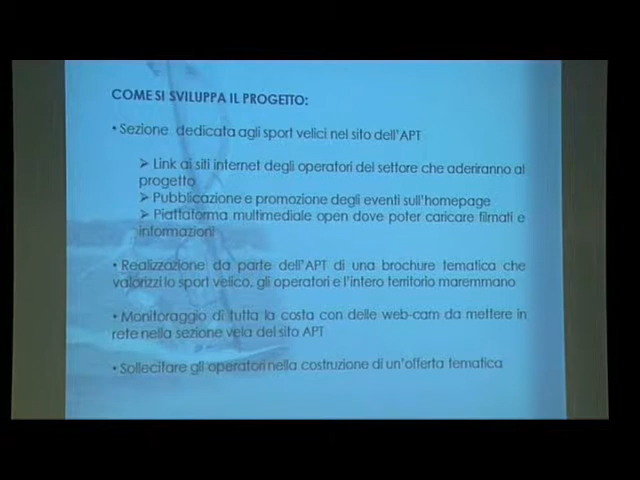 COME SI SVILUPPA IL PROGETTO:
• Sezione dedicata agli sport velici nel sito dell'APT
➢ Link ai siti internet degli operatori del settore che aderiranno al
progetto
➢ Pubblicazione e promozione degli eventi sull'homepage
➢ Piattaforma multimediale open dove poter caricare filmati e
informazioni
• Realizzazione da parte dell'APT di una brochure tematica che
valorizzi lo sport velico, gli operatori e l'intero territorio maremmano
• Monitoraggio di tutta la costa con delle web-cam da mettere in
rete nella sezione vela del sito APT
• Sollecitare gli operatori nella costruzione di un'offerta tematica